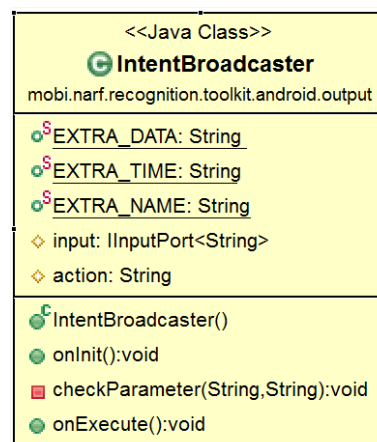 <<Java Class>>
C IntentBroadcaster
mobi.narf.recognition.toolkit.android.output
S EXTRA_DATA: String
S EXTRA_TIME: String
S EXTRA_NAME: String
input: IInputPort<String>
action: String
C IntentBroadcaster()
onInit():void
checkParameter(String,String):void
onExecute():void